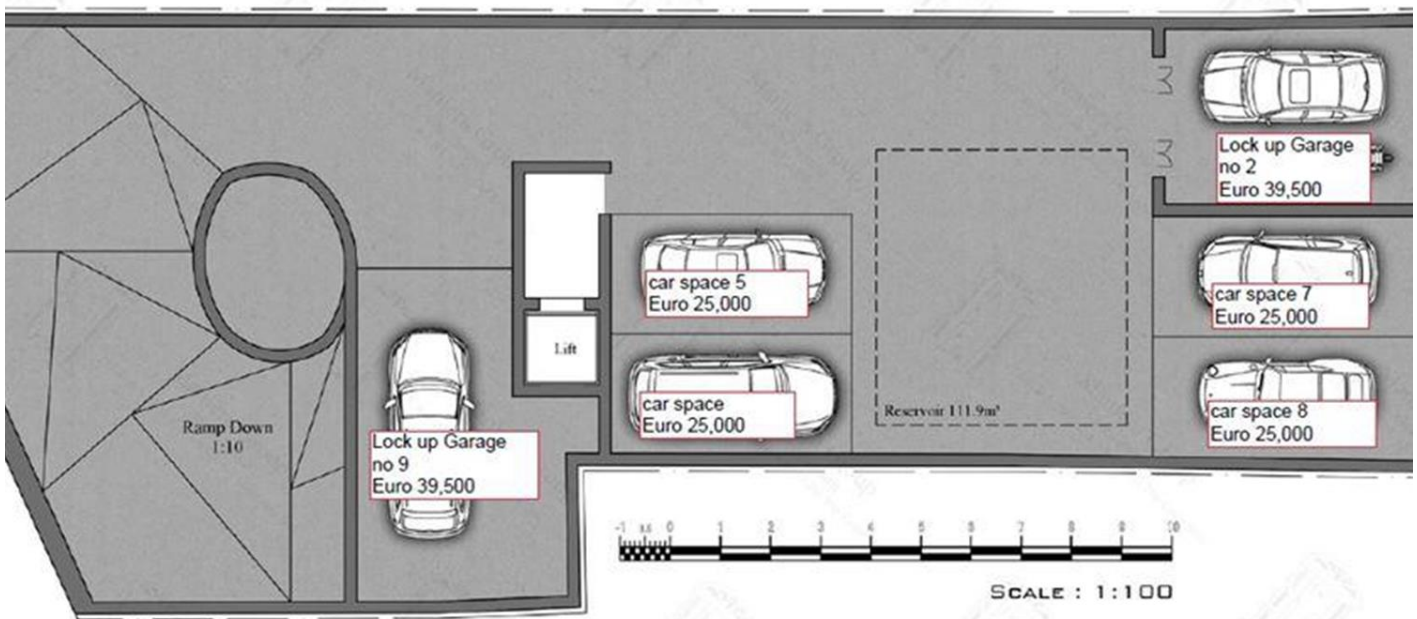 Lock up Garage
no 2
Euro 39,500
car space 5
Euro 25,000
car space 7
Euro 25,000
Lift
car space
Euro 25,000
Reservoir 111.9m³
car space 8
Euro 25,000
Ramp Down
1:10
Lock up Garage
no 9
Euro 39,500
-1 0.5 0 1 2 3 4 5 6 7 8 9 10
SCALE : 1:100